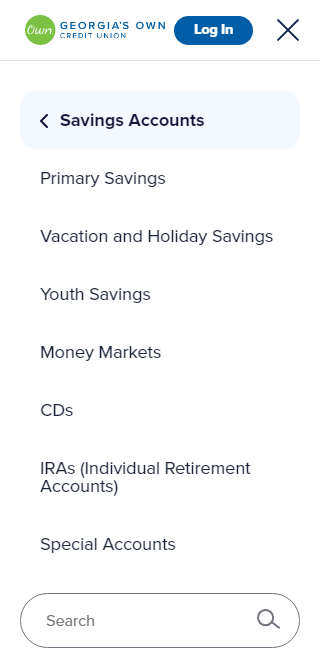 Own
GEORGIA'S OWN
CREDIT UNION
Log In
Savings Accounts
Primary Savings
Vacation and Holiday Savings
Youth Savings
Money Markets
CDs
IRAs (Individual Retirement
Accounts)
Special Accounts
Search